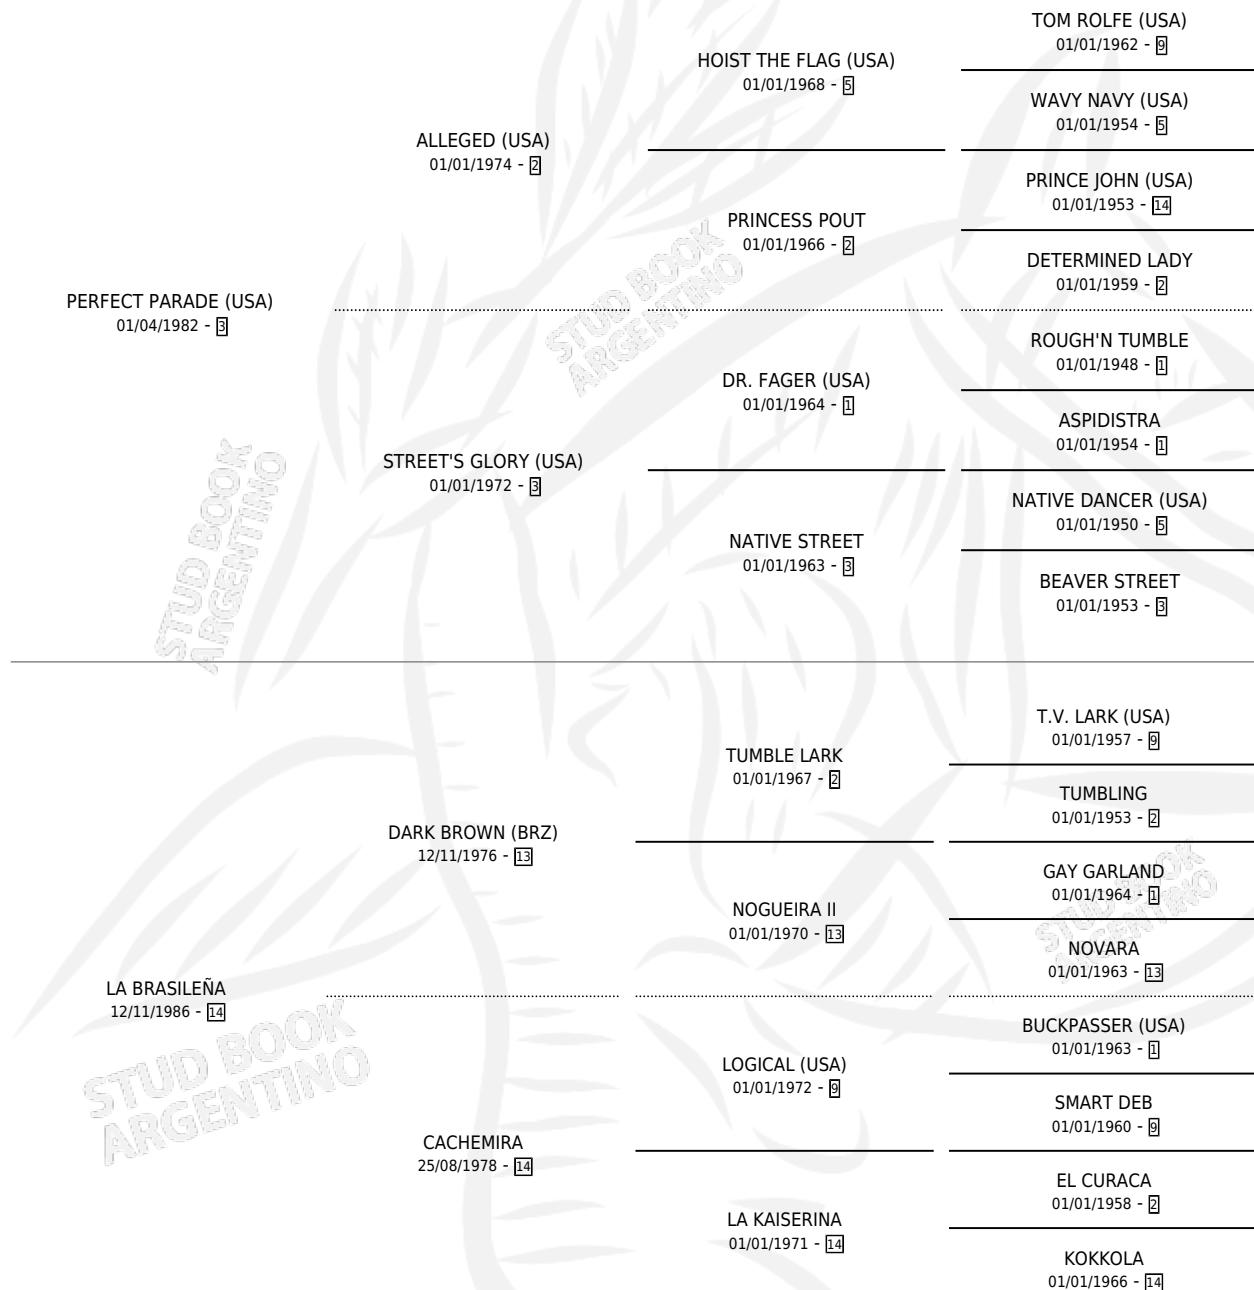 TOM ROLFE (USA)
01/01/1962 - 9
HOIST THE FLAG (USA)
01/01/1968 - 5
WAVY NAVY (USA)
01/01/1954 - 5
ALLEGED (USA)
01/01/1974 - 2
PRINCE JOHN (USA)
01/01/1953 - 14
PRINCESS POUT
01/01/1966 - 2
DETERMINED LADY
01/01/1959 - 2
PERFECT PARADE (USA)
01/04/1982 - 3
ROUGH'N TUMBLE
01/01/1948 - 1
DR. FAGER (USA)
01/01/1964 - 1
ASPIDISTRA
01/01/1954 - 1
STREET'S GLORY (USA)
01/01/1972 - 3
NATIVE DANCER (USA)
01/01/1950 - 5
NATIVE STREET
01/01/1963 - 3
BEAVER STREET
01/01/1953 - 3
STUD BOOK
ARGENTINO
STUD BOOK
ARGENTINO
T.V. LARK (USA)
01/01/1957 - 9
TUMBLE LARK
01/01/1967 - 2
TUMBLING
01/01/1953 - 2
DARK BROWN (BRZ)
12/11/1976 - 13
GAY GARLAND
01/01/1964 - 1
NOGUEIRA II
01/01/1970 - 13
NOVARA
01/01/1963 - 13
STUD BOOK
ARGENTINO
LA BRASILEÑA
12/11/1986 - 14
BUCKPASSER (USA)
01/01/1963 - 1
LOGICAL (USA)
01/01/1972 - 9
SMART DEB
01/01/1960 - 9
STUD BOOK
ARGENTINO
CACHEMIRA
25/08/1978 - 14
EL CURACA
01/01/1958 - 2
LA KAISERINA
01/01/1971 - 14
KOKKOLA
01/01/1966 - 14